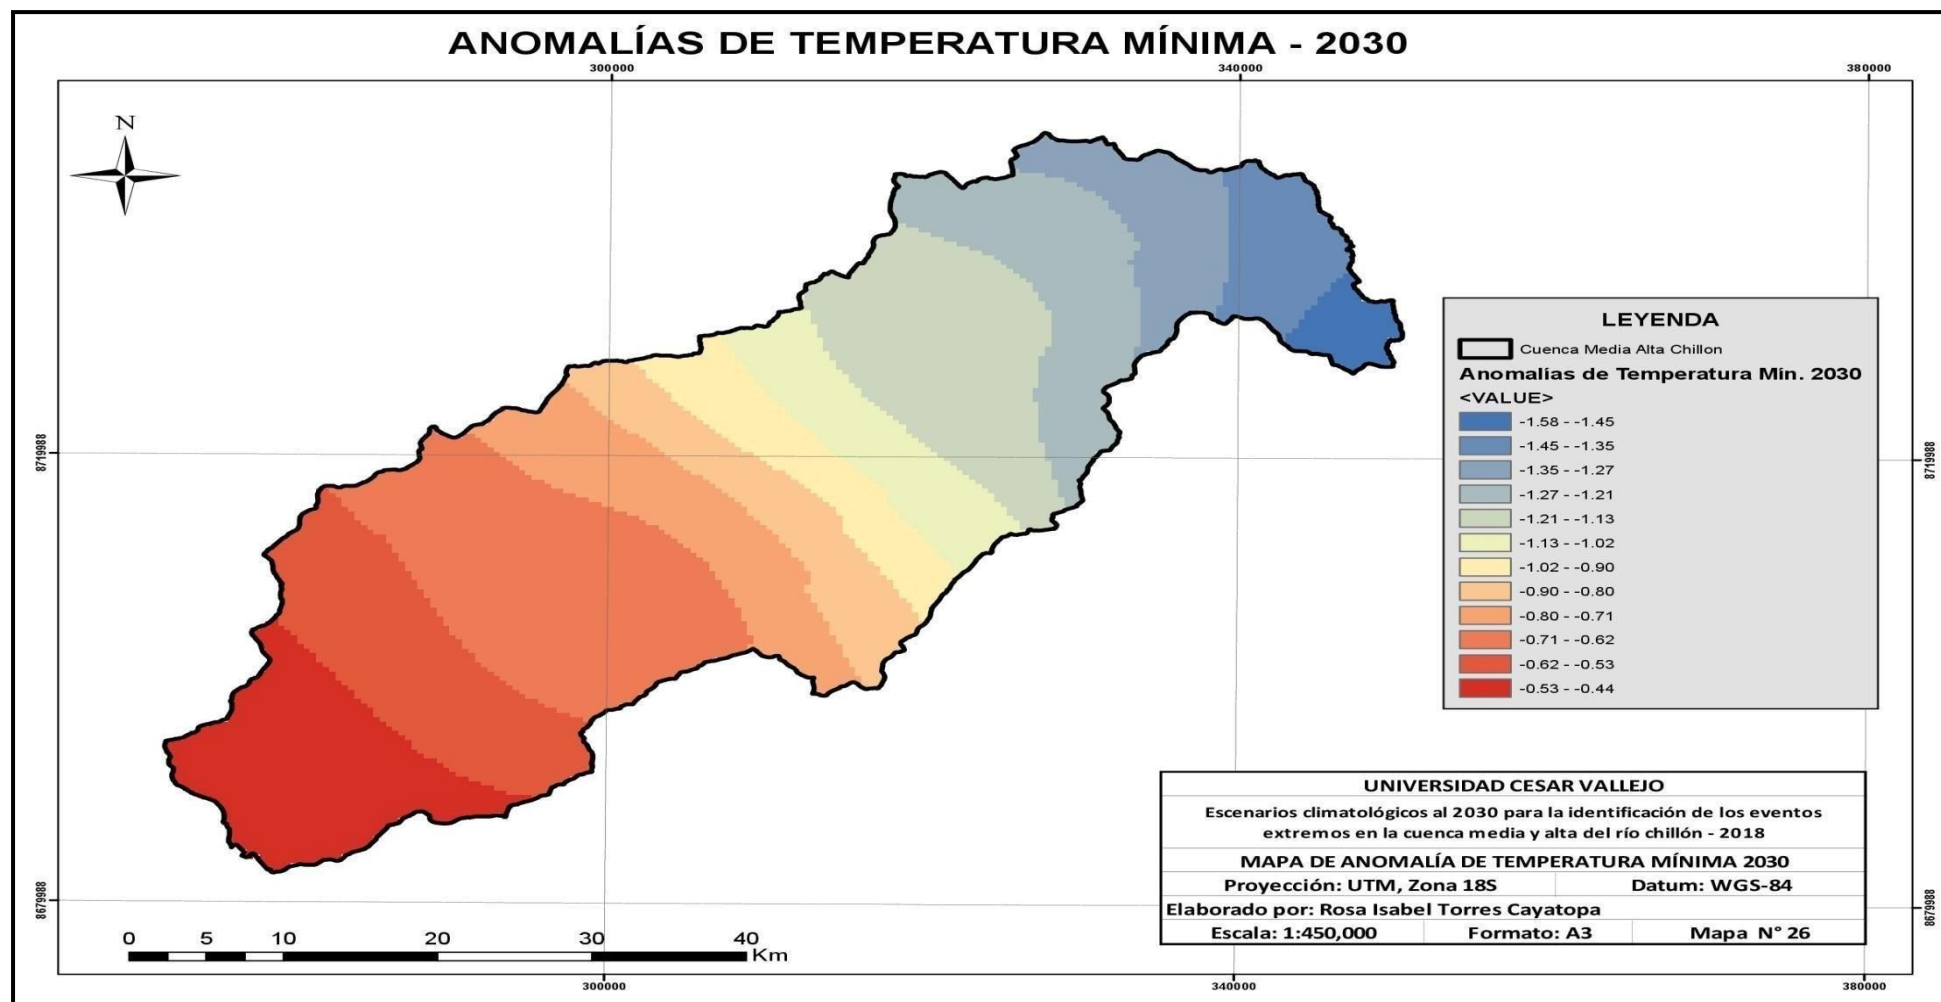 ANOMALÍAS DE TEMPERATURA MÍNIMA - 2030
300000 340000 380000
N
8719988 8719988
8679988 8679988
LEYENDA
Cuenca Media Alta Chillon
Anomalías de Temperatura Mín. 2030
<VALUE>
-1.58 - -1.45
-1.45 - -1.35
-1.35 - -1.27
-1.27 - -1.21
-1.21 - -1.13
-1.13 - -1.02
-1.02 - -0.90
-0.90 - -0.80
-0.80 - -0.71
-0.71 - -0.62
-0.62 - -0.53
-0.53 - -0.44
UNIVERSIDAD CESAR VALLEJO
Escenarios climatológicos al 2030 para la identificación de los eventos
extremos en la cuenca media y alta del río chillón - 2018
MAPA DE ANOMALÍA DE TEMPERATURA MÍNIMA 2030
Proyección: UTM, Zona 18S Datum: WGS-84
Elaborado por: Rosa Isabel Torres Cayatopa
Escala: 1:450,000 Formato: A3 Mapa N° 26
0 5 10 20 30 40
Km
300000 340000 380000